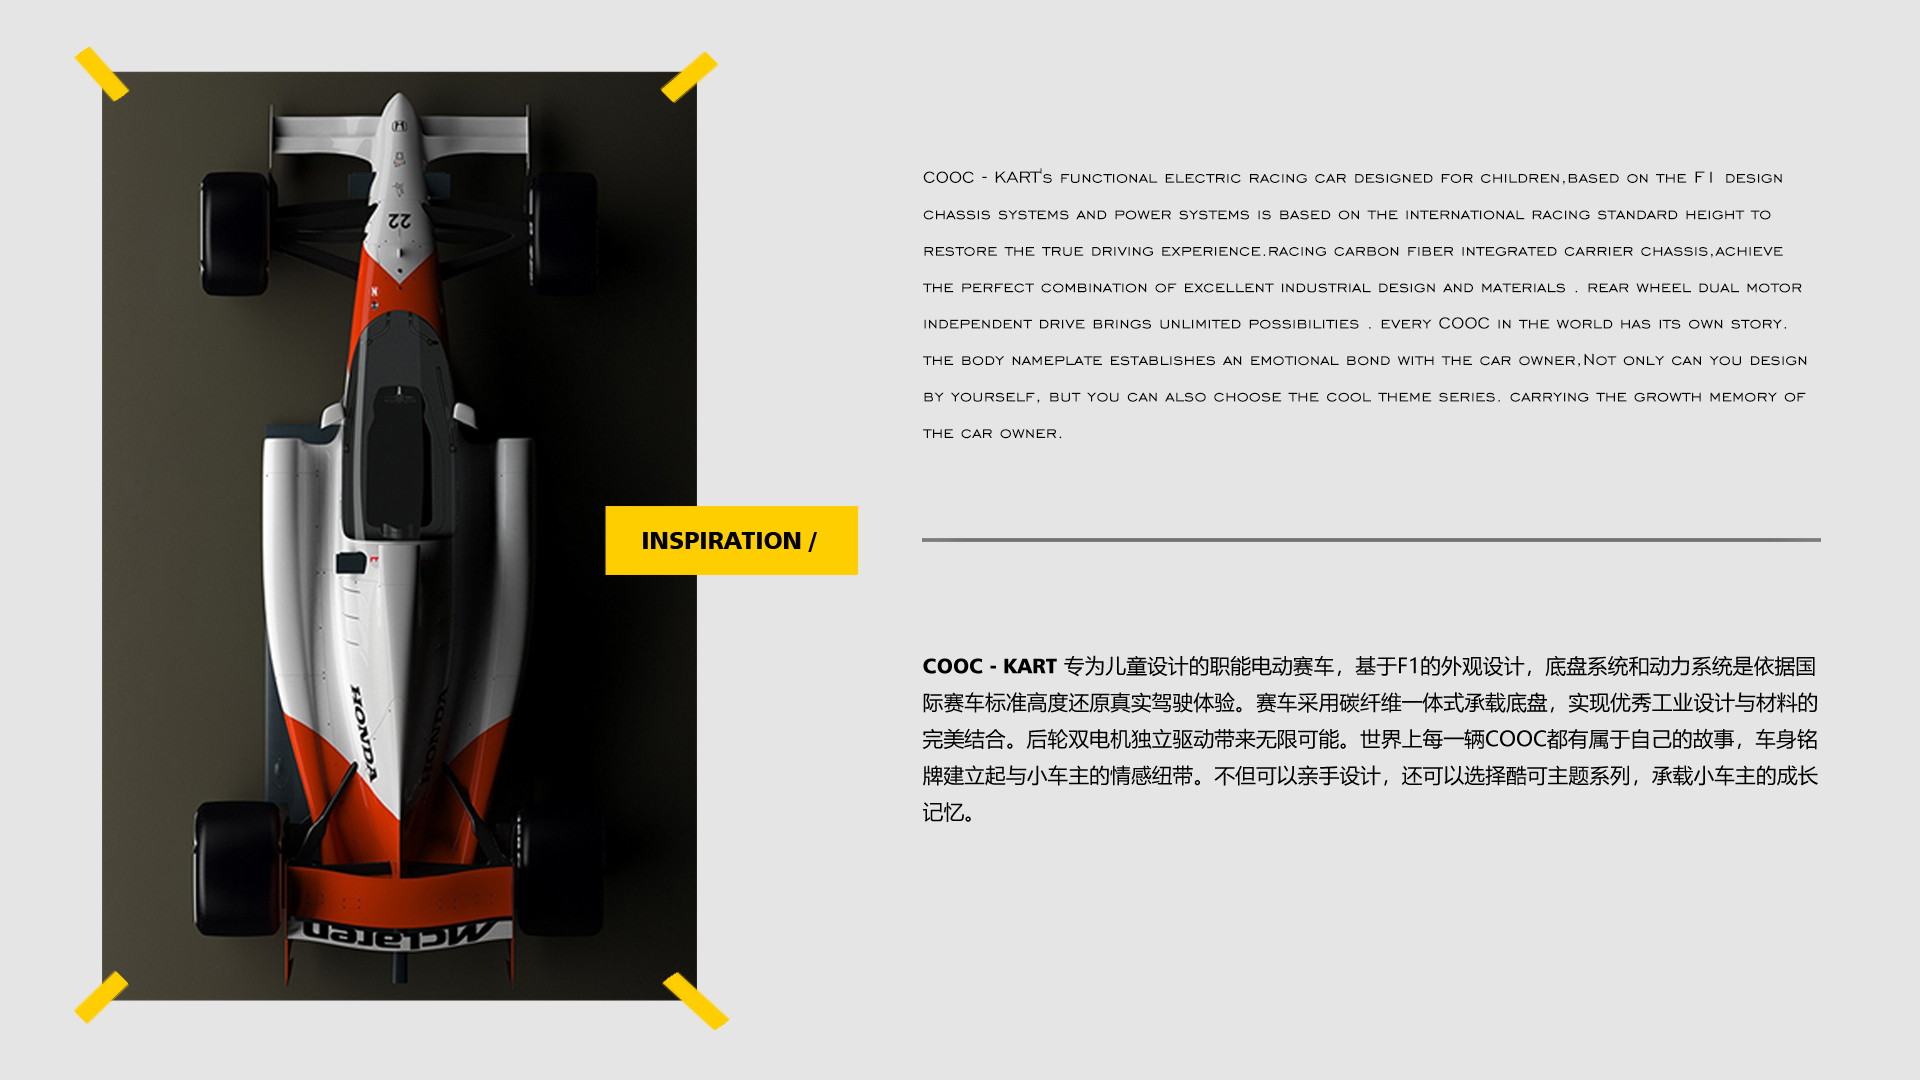 22
HONDA
HONDA
McLaren
INSPIRATION /
COOC - KART's FUNCTIONAL ELECTRIC RACING CAR DESIGNED FOR CHILDREN,BASED ON THE F1 DESIGN
CHASSIS SYSTEMS AND POWER SYSTEMS IS BASED ON THE INTERNATIONAL RACING STANDARD HEIGHT TO
RESTORE THE TRUE DRIVING EXPERIENCE.RACING CARBON FIBER INTEGRATED CARRIER CHASSIS,ACHIEVE
THE PERFECT COMBINATION OF EXCELLENT INDUSTRIAL DESIGN AND MATERIALS . REAR WHEEL DUAL MOTOR
INDEPENDENT DRIVE BRINGS UNLIMITED POSSIBILITIES . EVERY COOC IN THE WORLD HAS ITS OWN STORY.
THE BODY NAMEPLATE ESTABLISHES AN EMOTIONAL BOND WITH THE CAR OWNER,NOT ONLY CAN YOU DESIGN
BY YOURSELF, BUT YOU CAN ALSO CHOOSE THE COOL THEME SERIES. CARRYING THE GROWTH MEMORY OF
THE CAR OWNER.
COOC - KART 专为儿童设计的职能电动赛车，基于F1的外观设计，底盘系统和动力系统是依据国
际赛车标准高度还原真实驾驶体验。赛车采用碳纤维一体式承载底盘，实现优秀工业设计与材料的
完美结合。后轮双电机独立驱动带来无限可能。世界上每一辆COOC都有属于自己的故事，车身铭
牌建立起与小车主的情感纽带。不但可以亲手设计，还可以选择酷可主题系列，承载小车主的成长
记忆。